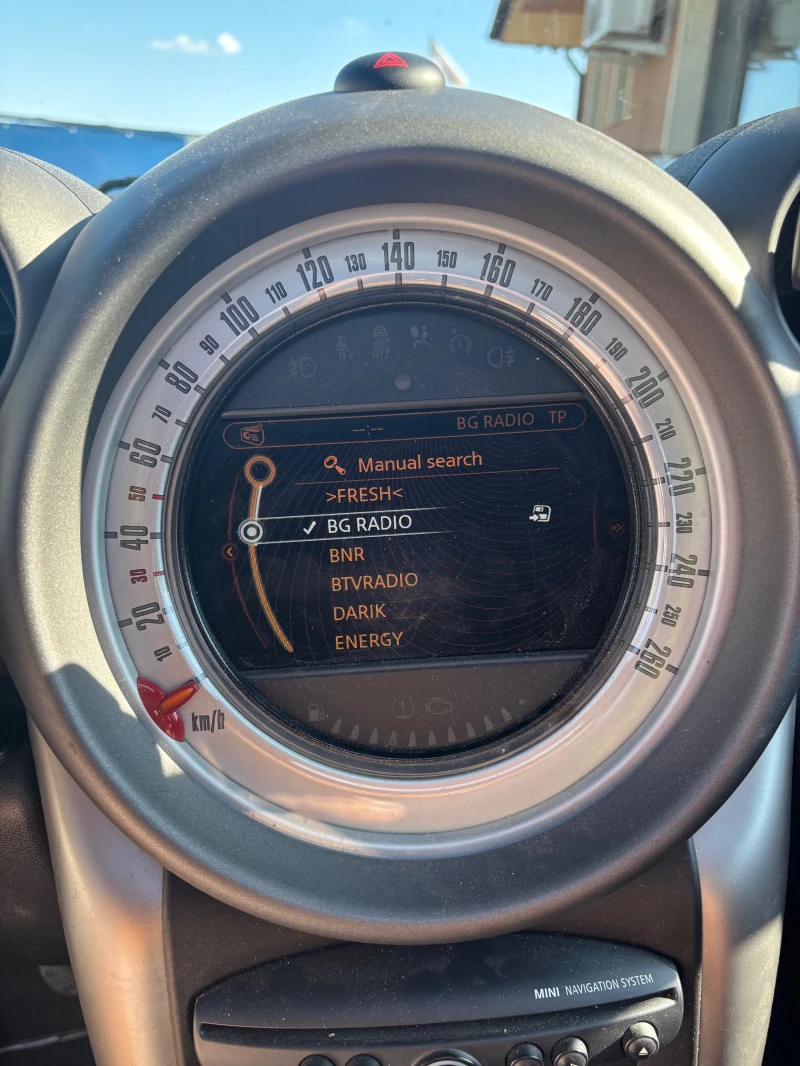 10 20 30 40 50 60 70 80 90 100 110 120 130 140 150 160 170 180 190 200 210 220 230 240 250 260
km/h
OFF
--:-- BG RADIO TP
Manual search
>FRESH<
BG RADIO
BNR
BTVRADIO
DARIK
ENERGY
MINI NAVIGATION SYSTEM